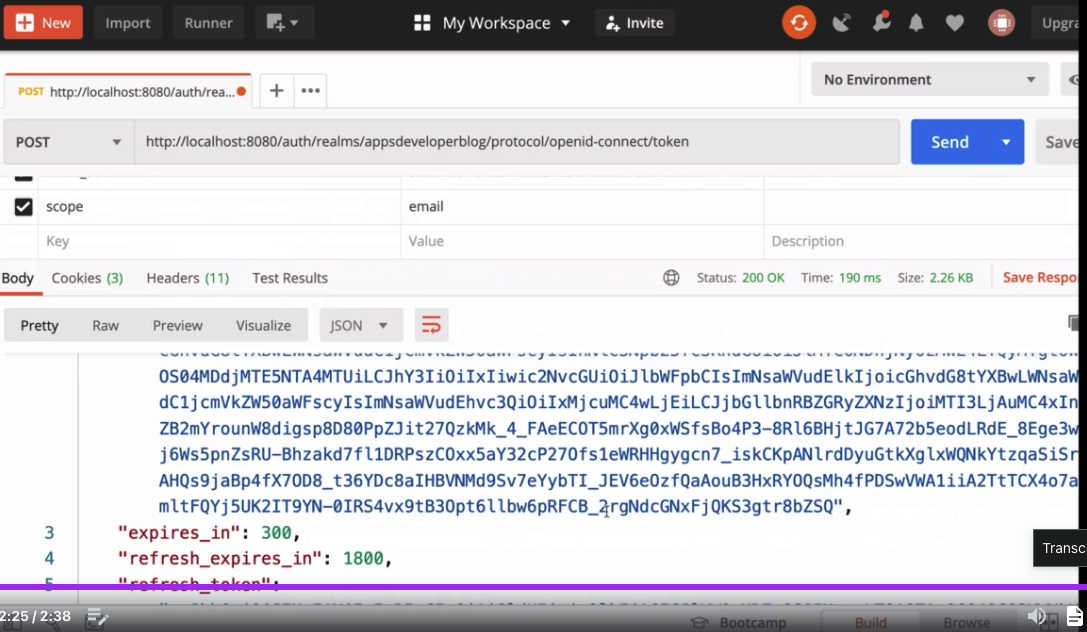 New Import Runner My Workspace Invite Upgra
POST http://localhost:8080/auth/rea... No Environment
POST http://localhost:8080/auth/realms/appsdeveloperblog/protocol/openid-connect/token Send Save
scope email
Key Value Description
Body Cookies (3) Headers (11) Test Results Status: 200 OK Time: 190 ms Size: 2.26 KB Save Respo
Pretty Raw Preview Visualize JSON
OS04MDdjMTE5NTA4MTUiLCJhY3IiOiIxIiwic2NvcGUiOiJlbWFpbCIsImNsaWVudElkIjoicGhvdG8tYXBwLWNsaW
dC1jcmVkZW50aWFscyIsImNsaWVudEhvc3QiOiIxMjcuMC4wLjEiLCJjbGllbnRBZGRyZXNzIjoiMTI3LjAuMC4xIn
ZB2mYrounW8digsp8D80PpZJit27QzkMk_4_FAeECOT5mrXg0xWSfsBo4P3-8Rl6BHjtJG7A72b5eodLRdE_8Ege3w
j6Ws5pnZsRU-Bhzakd7fl1DRPszCOxx5aY32cP27Ofs1eWRHHgygcn7_iskCKpANlrdDyuGtkXglxWQNkYtzqaSiSr
AHQs9jaBp4fX7OD8_t36YDc8aIHBVNMd9Sv7eYybTI_JEV6eOzfQaAouB3HxRYOQsMh4fPDSwVWA1iiA2TtTCX4o7a
mltFQYj5UK2IT9YN-0IRS4vx9tB3Opt6llbw6pRFCB_2rgNdcGNxFjQKS3gtr8bZSQ",
3 "expires_in": 300,
4 "refresh_expires_in": 1800,
5 "refresh_token":
Transc
2:25 / 2:38 Bootcamp Build Browse